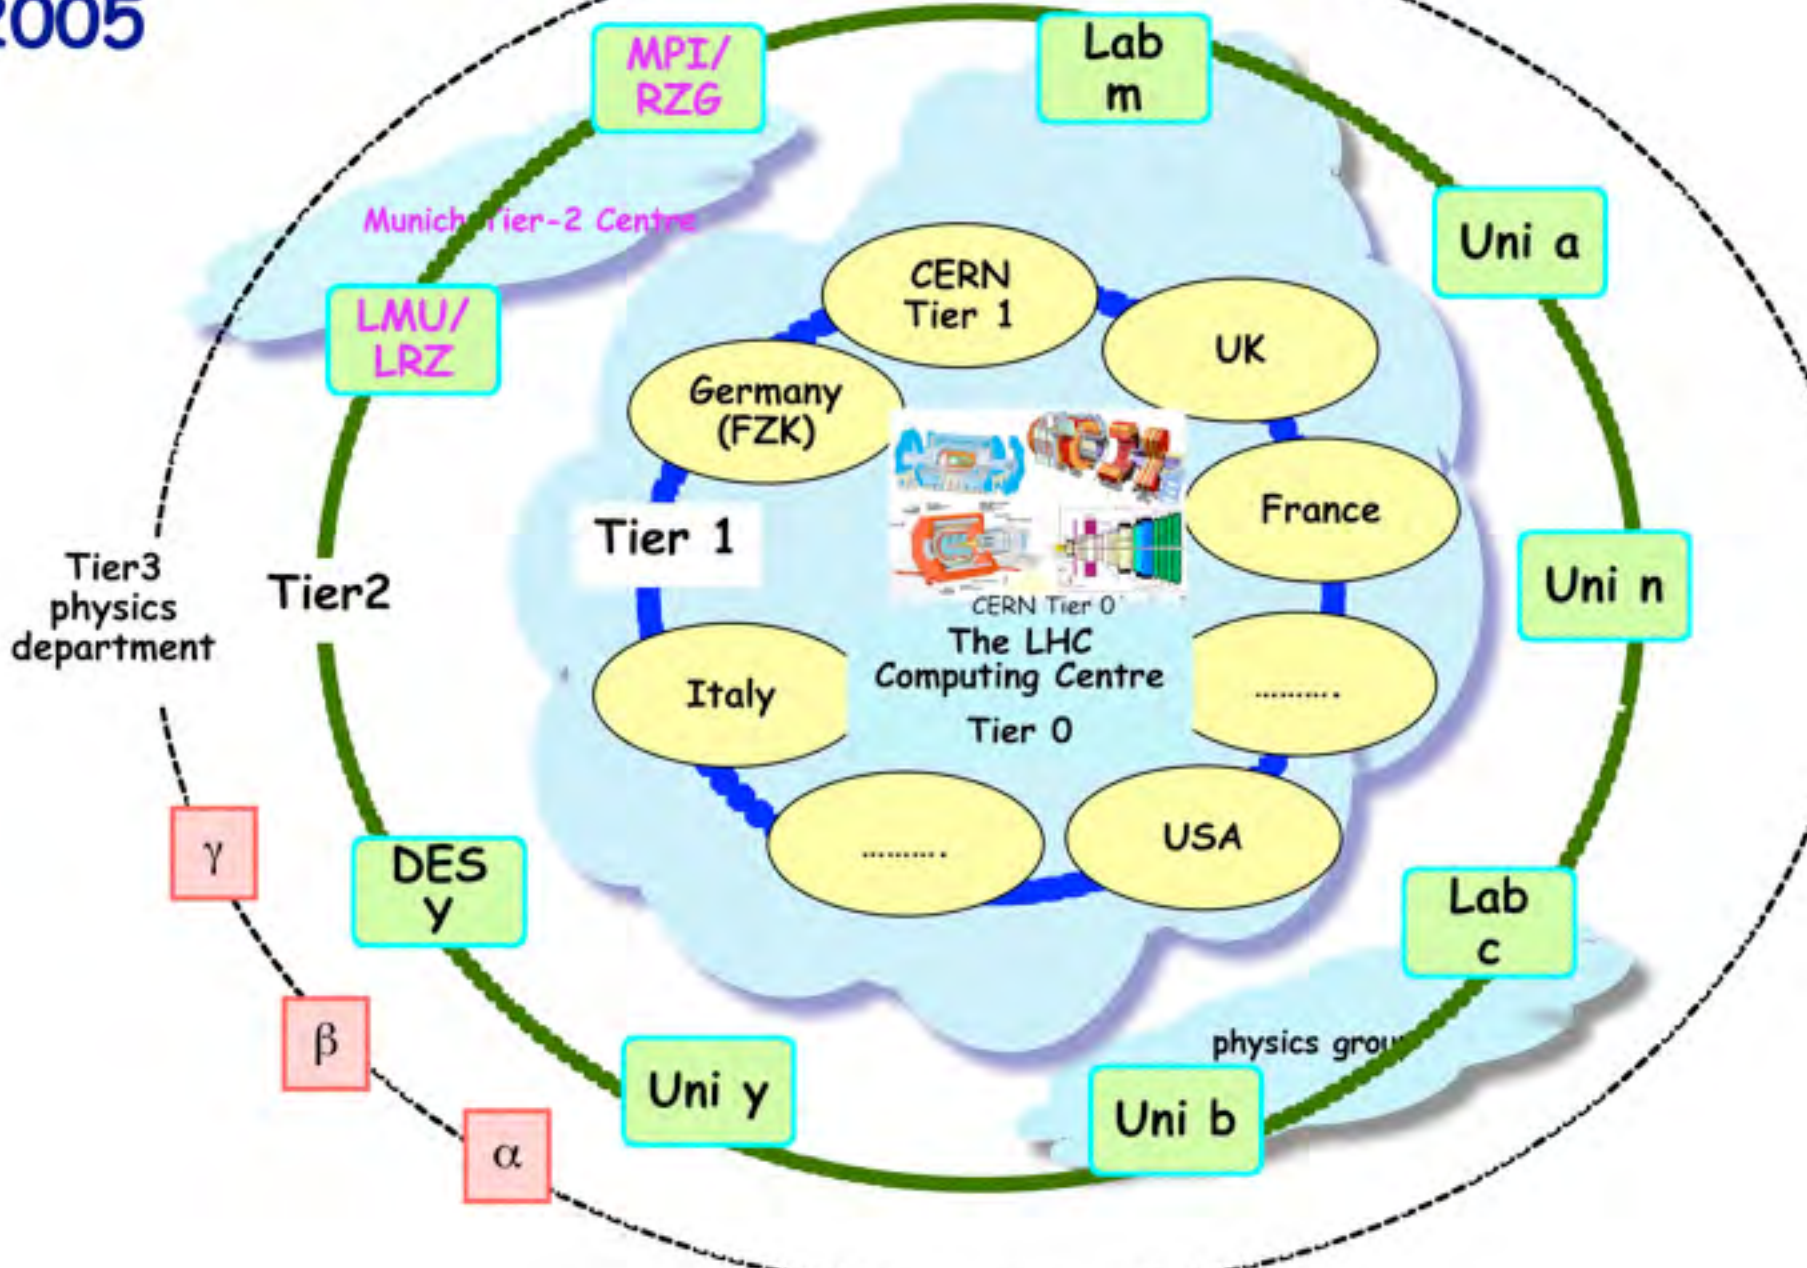 2005
MPI/
RZG
Lab
m
Munich Tier-2 Centre
Uni a
CERN
Tier 1
LMU/
LRZ
UK
Germany
(FZK)
France
Tier 1
Tier3
physics
department
Tier2
Uni n
CERN Tier 0
The LHC
Computing Centre
Tier 0
Italy
..........
..........
USA
γ
DES
Y
Lab
c
β
physics group
Uni y
Uni b
α